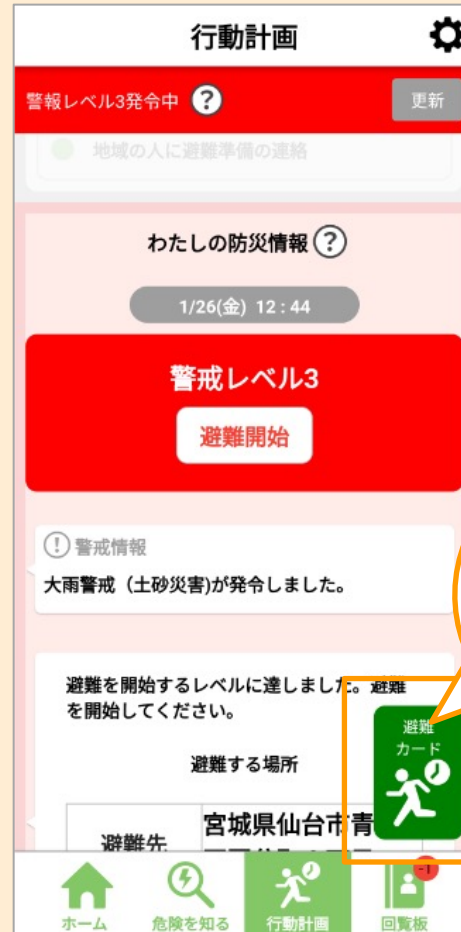 行動計画
警報レベル3発令中 ?
更新
地域の人に避難準備の連絡
わたしの防災情報 ?
1/26(金) 12：44
警戒レベル3
避難開始
! 警戒情報
大雨警戒（土砂災害)が発令しました。
避難を開始するレベルに達しました。避難
を開始してください。
避難
カード
避難する場所
避難先
宮城県仙台市青
ホーム
危険を知る
行動計画
回覧板
-1